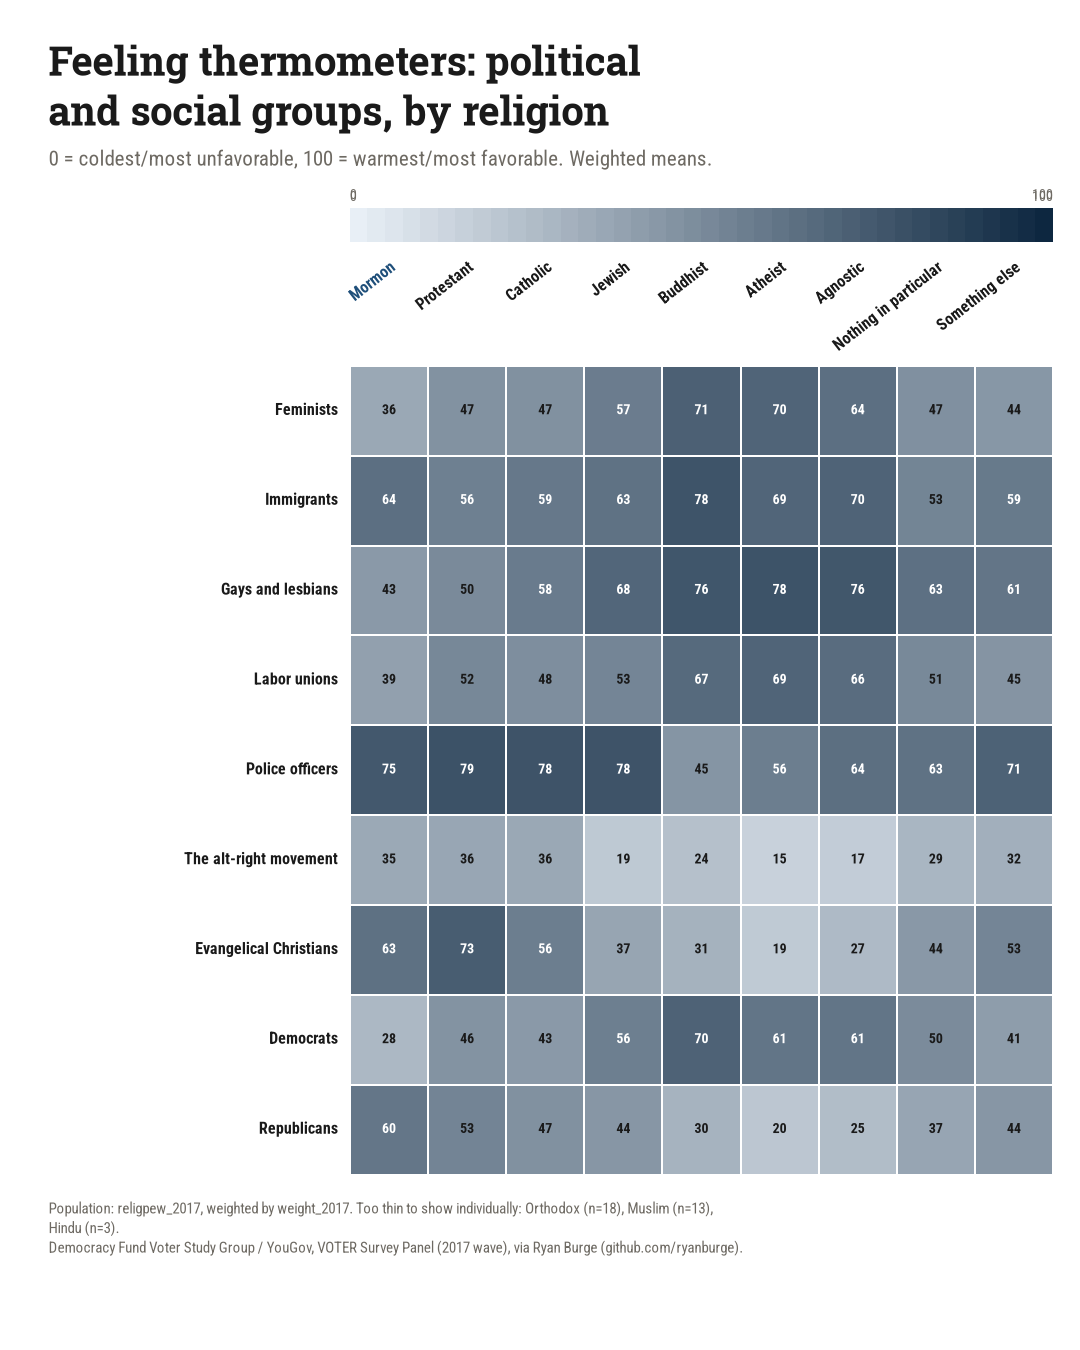 Feeling thermometers: political
and social groups, by religion
0 = coldest/most unfavorable, 100 = warmest/most favorable. Weighted means.
0 100
Mormon Protestant Catholic Jewish Buddhist Atheist Agnostic Nothing in particular Something else
Feminists 36 47 47 57 71 70 64 47 44
Immigrants 64 56 59 63 78 69 70 53 59
Gays and lesbians 43 50 58 68 76 78 76 63 61
Labor unions 39 52 48 53 67 69 66 51 45
Police officers 75 79 78 78 45 56 64 63 71
The alt-right movement 35 36 36 19 24 15 17 29 32
Evangelical Christians 63 73 56 37 31 19 27 44 53
Democrats 28 46 43 56 70 61 61 50 41
Republicans 60 53 47 44 30 20 25 37 44
Population: religpew_2017, weighted by weight_2017. Too thin to show individually: Orthodox (n=18), Muslim (n=13),
Hindu (n=3).
Democracy Fund Voter Study Group / YouGov, VOTER Survey Panel (2017 wave), via Ryan Burge (github.com/ryanburge).